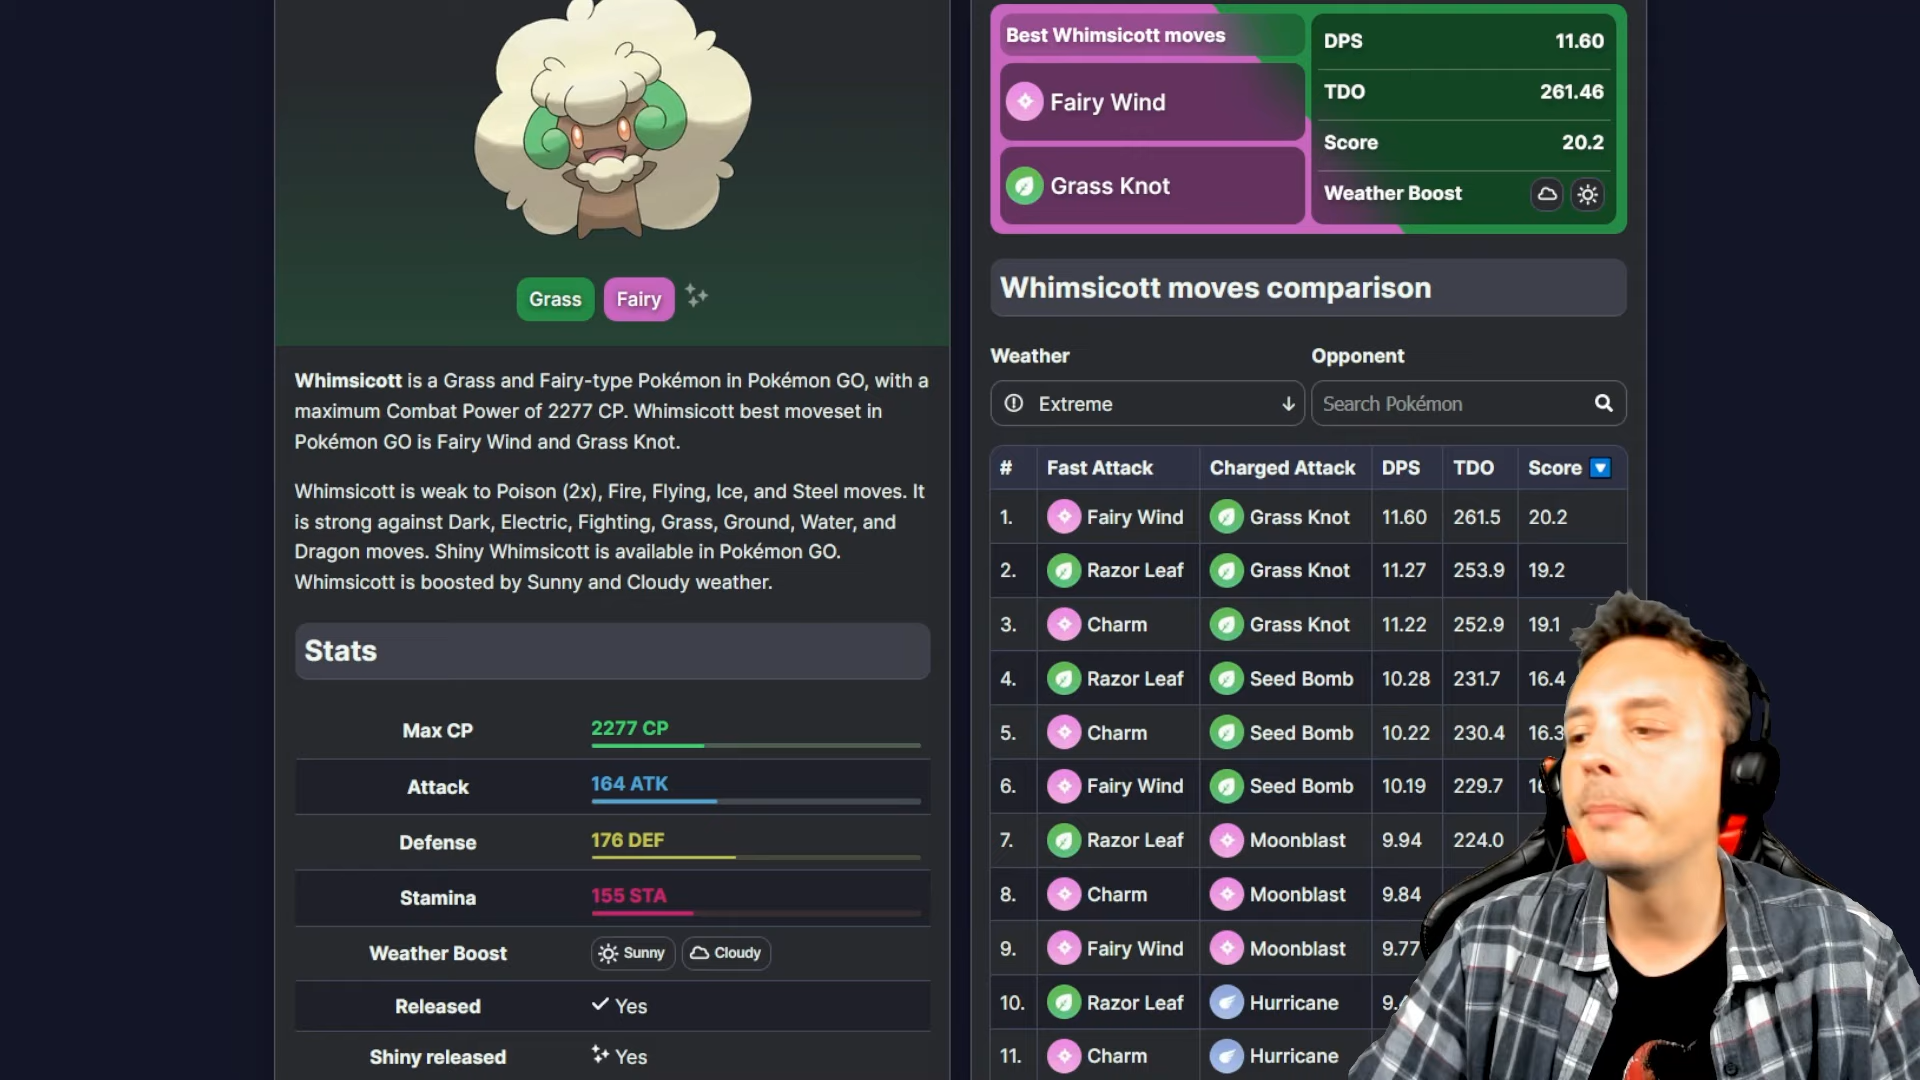 Grass Fairy
Whimsicott is a Grass and Fairy-type Pokémon in Pokémon GO, with a
maximum Combat Power of 2277 CP. Whimsicott best moveset in
Pokémon GO is Fairy Wind and Grass Knot.
Whimsicott is weak to Poison (2x), Fire, Flying, Ice, and Steel moves. It
is strong against Dark, Electric, Fighting, Grass, Ground, Water, and
Dragon moves. Shiny Whimsicott is available in Pokémon GO.
Whimsicott is boosted by Sunny and Cloudy weather.
Stats
Max CP 2277 CP
Attack 164 ATK
Defense 176 DEF
Stamina 155 STA
Weather Boost Sunny Cloudy
Released Yes
Shiny released Yes
Best Whimsicott moves
Fairy Wind
Grass Knot
DPS 11.60
TDO 261.46
Score 20.2
Weather Boost
Whimsicott moves comparison
Weather Opponent
Extreme Search Pokémon
# Fast Attack Charged Attack DPS TDO Score
1. Fairy Wind Grass Knot 11.60 261.5 20.2
2. Razor Leaf Grass Knot 11.27 253.9 19.2
3. Charm Grass Knot 11.22 252.9 19.1
4. Razor Leaf Seed Bomb 10.28 231.7 16.4
5. Charm Seed Bomb 10.22 230.4 16.3
6. Fairy Wind Seed Bomb 10.19 229.7
7. Razor Leaf Moonblast 9.94 224.0
8. Charm Moonblast 9.84
9. Fairy Wind Moonblast 9.77
10. Razor Leaf Hurricane
11. Charm Hurricane